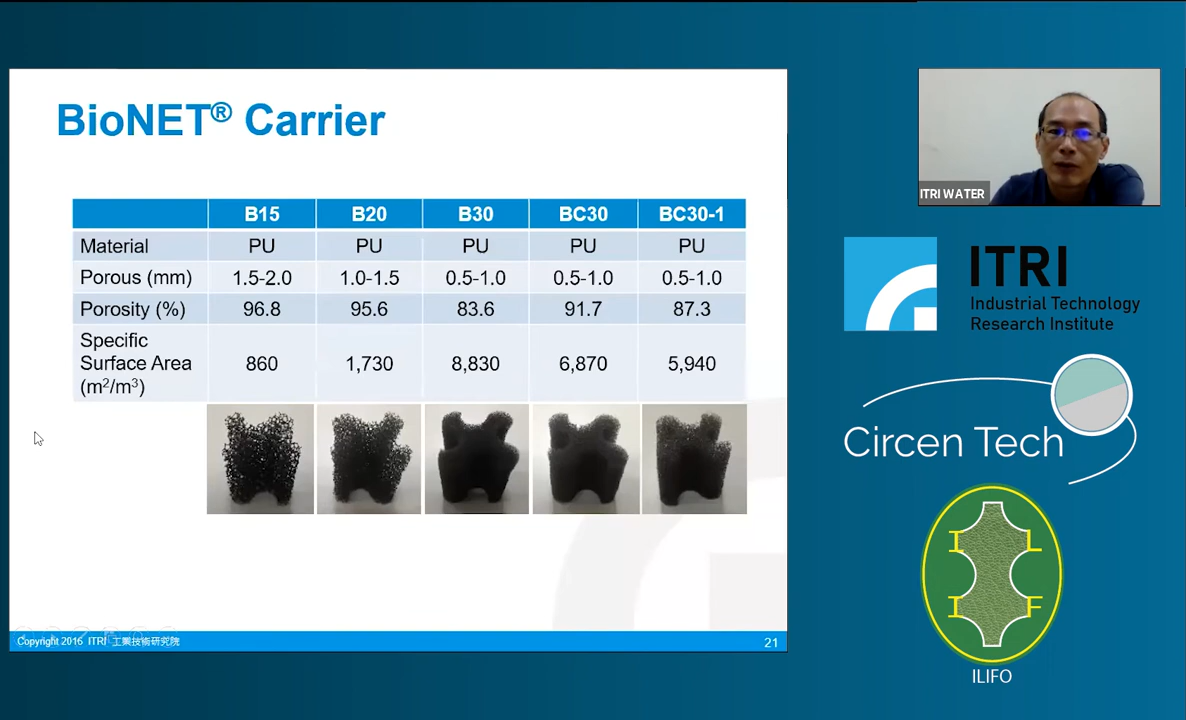 BioNET® Carrier
B15 B20 B30 BC30 BC30-1
Material PU PU PU PU PU
Porous (mm) 1.5-2.0 1.0-1.5 0.5-1.0 0.5-1.0 0.5-1.0
Porosity (%) 96.8 95.6 83.6 91.7 87.3
Specific
Surface Area 860 1,730 8,830 6,870 5,940
(m²/m³)
Copyright 2016 ITRI 工業技術研究院
21
ITRI WATER
ITRI
Industrial Technology
Research Institute
Circen Tech
I L
I F
ILIFO